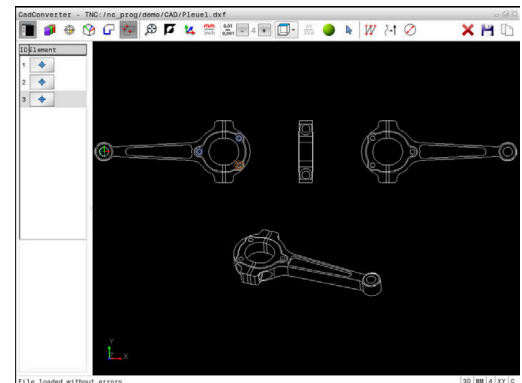 CadConverter - TNC:/nc_prog/demo/CAD/Pleuel.dxf
mm inch 0,01 0,001 - 4 +
ID Element
1
2
3
Y
Z X
File loaded without errors
3D MM 4 XY C